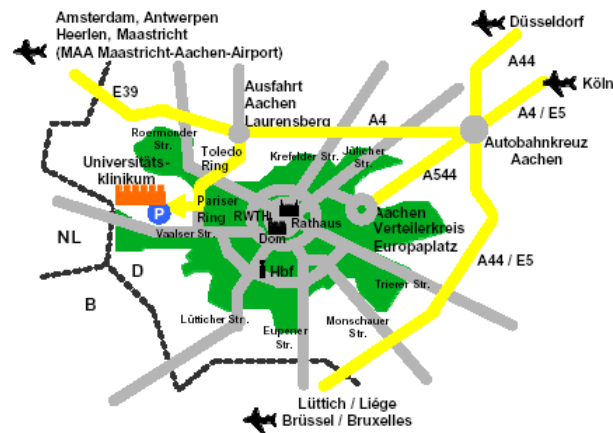 Amsterdam, Antwerpen
Heerlen, Maastricht
(MAA Maastricht-Aachen-Airport)
Düsseldorf
A44
Köln
E39
Ausfahrt
Aachen
Laurensberg
A4
A4 / E5
Roermonder
Str.
Toledo
Ring
Krefelder Str.
Jülicher
Str.
Autobahnkreuz
Aachen
Universitäts-
klinikum
A544
P
Pariser
Ring
RWTH
Rathaus
Aachen
Verteilerkreis
Europaplatz
Vaalser Str.
Dom
NL
D
Hbf
A44 / E5
B
Trierer Str.
Lütticher Str.
Eupener
Str.
Monschauer
Str.
Lüttich / Liége
Brüssel / Bruxelles